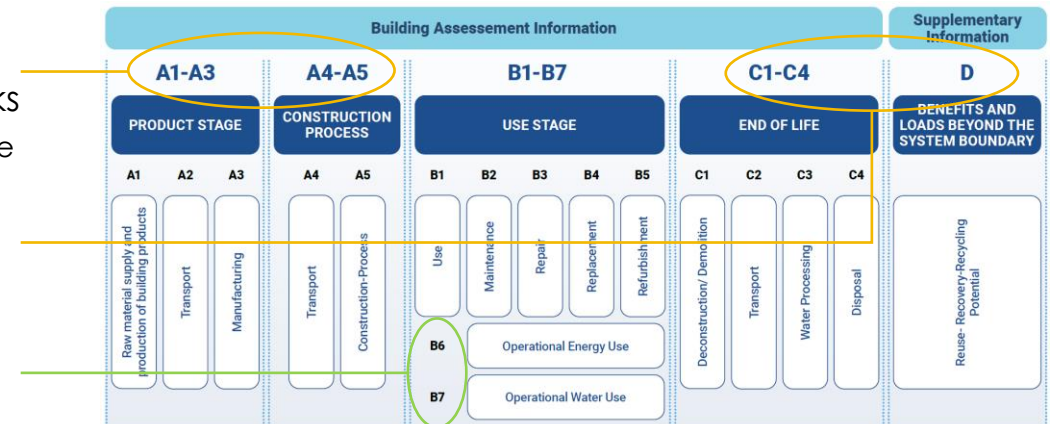 Building Assessement Information
Supplementary
Information
A1-A3
A4-A5
B1-B7
C1-C4
D
ks
e
PRODUCT STAGE
CONSTRUCTION
PROCESS
USE STAGE
END OF LIFE
BENEFITS AND
LOADS BEYOND THE
SYSTEM BOUNDARY
A1
A2
A3
A4
A5
B1
B2
B3
B4
B5
C1
C2
C3
C4
Raw material supply and
production of building products
Transport
Manufacturing
Transport
Construction-Process
Use
Maintenance
Repair
Replacement
Refurbishment
Deconstruction/ Demolition
Transport
Water Processing
Disposal
Reuse- Recovery-Recycling
Potential
B6
Operational Energy Use
B7
Operational Water Use